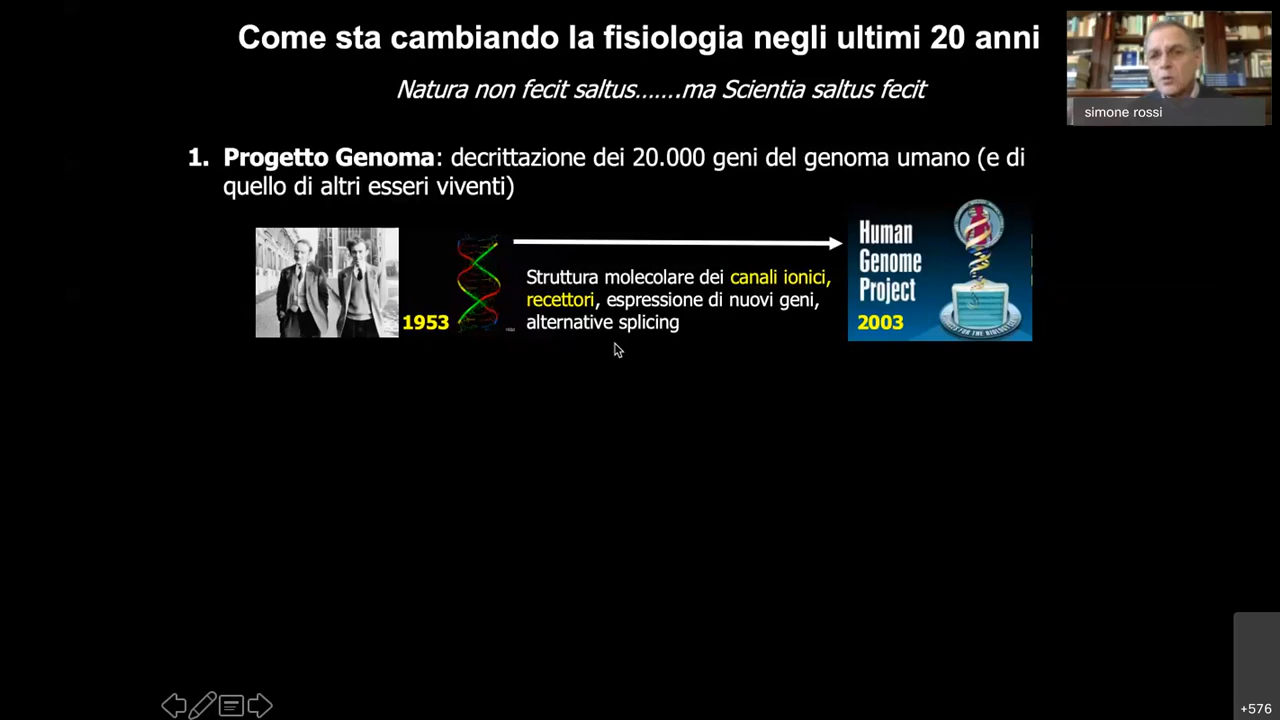 Come sta cambiando la fisiologia negli ultimi 20 anni
Natura non fecit saltus.......ma Scientia saltus fecit
simone rossi
1. Progetto Genoma: decrittazione dei 20.000 geni del genoma umano (e di
quello di altri esseri viventi)
1953
Struttura molecolare dei canali ionici,
recettori, espressione di nuovi geni,
alternative splicing
Human
Genome
Project
2003
+576